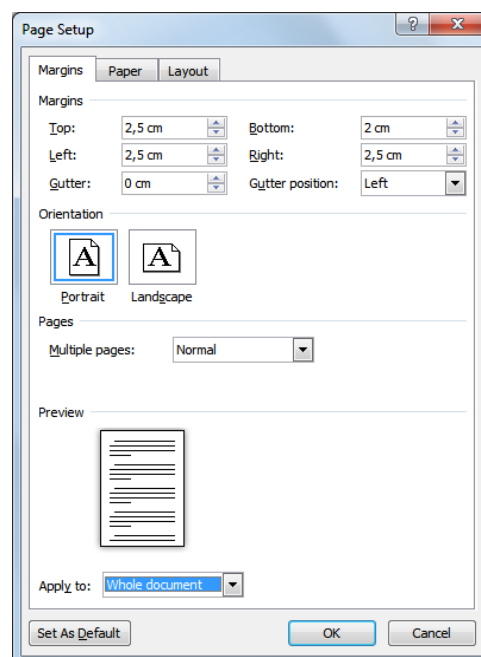 Page Setup
Margins Paper Layout
Margins
Top: 2,5 cm Bottom: 2 cm
Left: 2,5 cm Right: 2,5 cm
Gutter: 0 cm Gutter position: Left
Orientation
A A
Portrait Landscape
Pages
Multiple pages: Normal
Preview
Apply to: Whole document
Set As Default OK Cancel